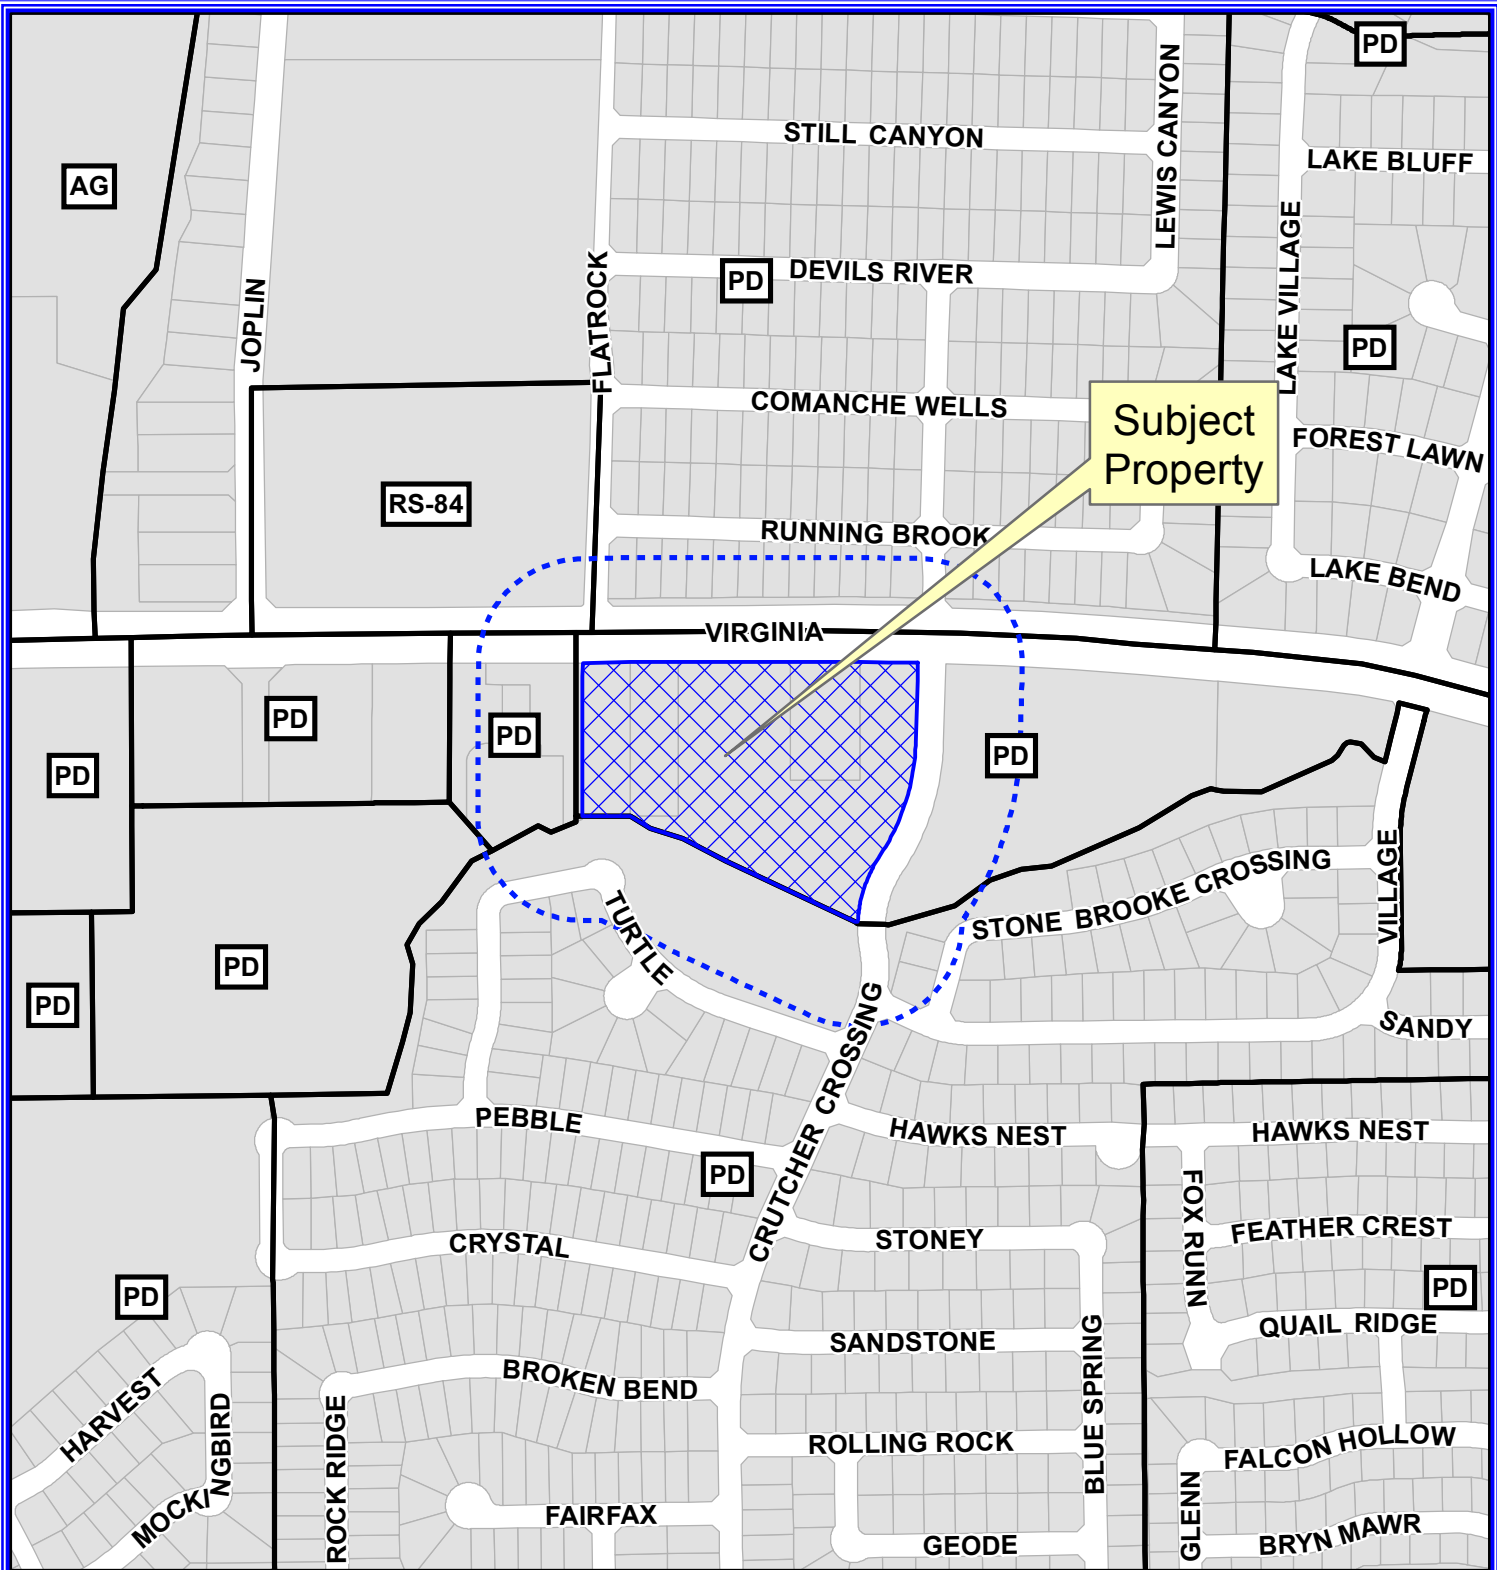 PD
LEWIS CANYON
STILL CANYON
LAKE BLUFF
AG
LAKE VILLAGE
DEVILS RIVER
PD
FLATROCK
JOPLIN
PD
COMANCHE WELLS
Subject
Property
FOREST LAWN
RS-84
RUNNING BROOK
LAKE BEND
VIRGINIA
PD
PD
PD
PD
VILLAGE
STONE BROOKE CROSSING
TURTLE
PD
PD
CRUTCHER CROSSING
SANDY
PEBBLE
HAWKS NEST
HAWKS NEST
PD
FOX RUNN
FEATHER CREST
CRYSTAL
STONEY
PD
PD
QUAIL RIDGE
SANDSTONE
BLUE SPRING
BROKEN BEND
HARVEST
NGBIRD
MOCKI
ROCK RIDGE
ROLLING ROCK
FALCON HOLLOW
FAIRFAX
GLENN
BRYN MAWR
GEODE